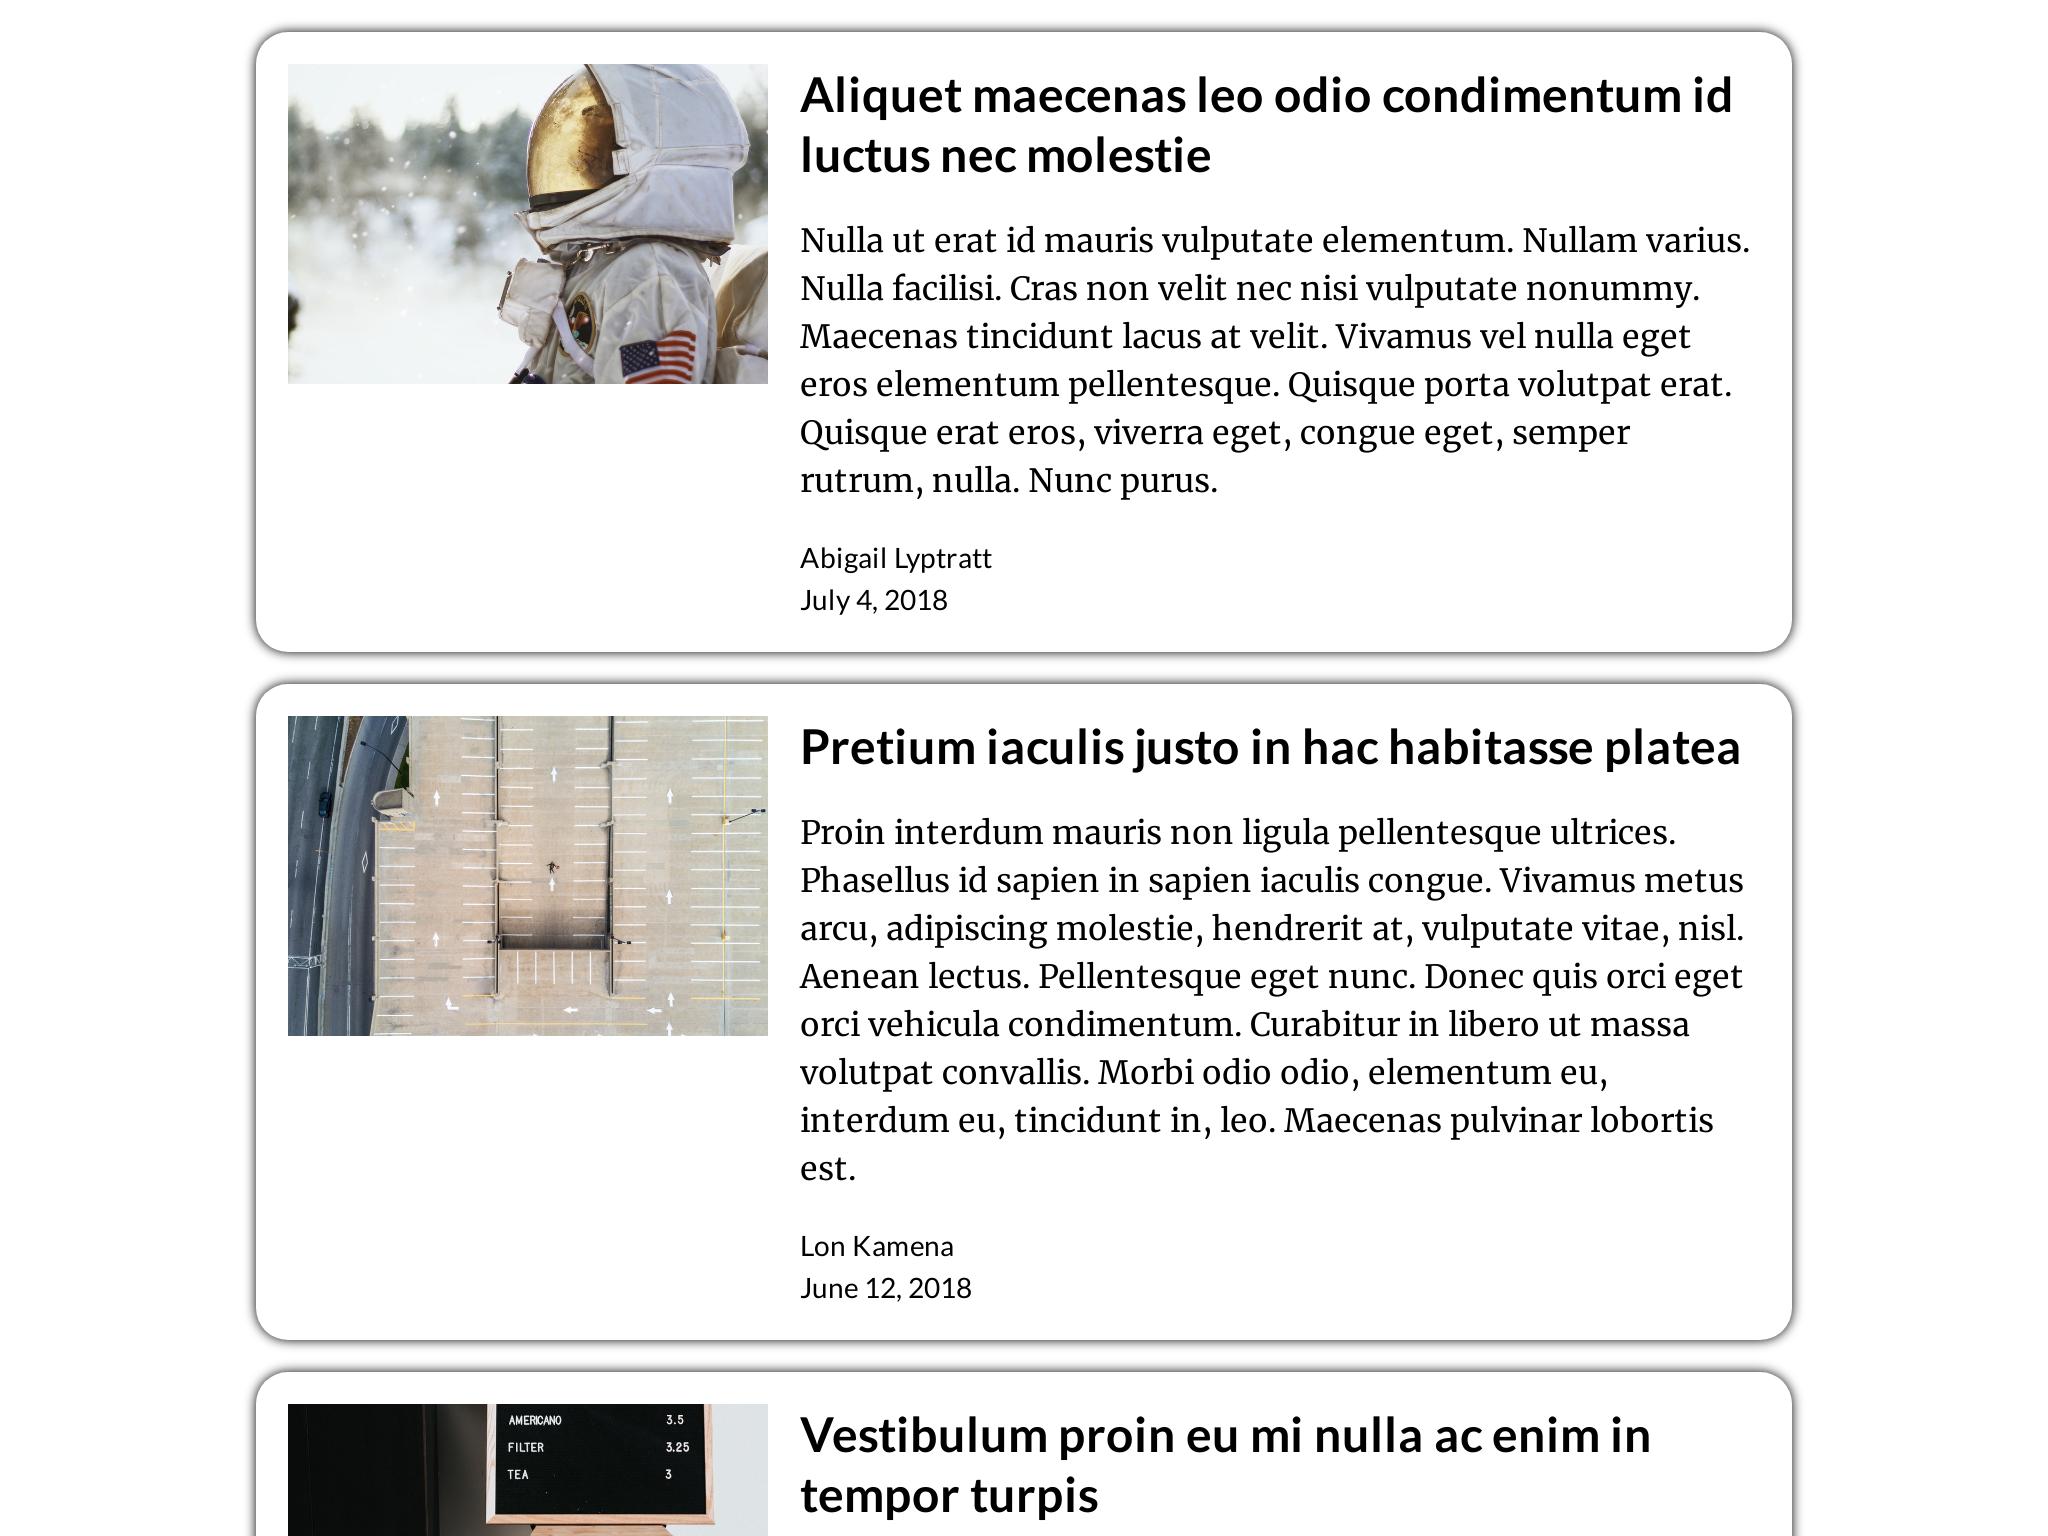 Aliquet maecenas leo odio condimentum id
luctus nec molestie
Nulla ut erat id mauris vulputate elementum. Nullam varius.
Nulla facilisi. Cras non velit nec nisi vulputate nonummy.
Maecenas tincidunt lacus at velit. Vivamus vel nulla eget
eros elementum pellentesque. Quisque porta volutpat erat.
Quisque erat eros, viverra eget, congue eget, semper
rutrum, nulla. Nunc purus.
Abigail Lyptratt
July 4, 2018
Pretium iaculis justo in hac habitasse platea
Proin interdum mauris non ligula pellentesque ultrices.
Phasellus id sapien in sapien iaculis congue. Vivamus metus
arcu, adipiscing molestie, hendrerit at, vulputate vitae, nisl.
Aenean lectus. Pellentesque eget nunc. Donec quis orci eget
orci vehicula condimentum. Curabitur in libero ut massa
volutpat convallis. Morbi odio odio, elementum eu,
interdum eu, tincidunt in, leo. Maecenas pulvinar lobortis
est.
Lon Kamena
June 12, 2018
AMERICANO 3.5
FILTER 3.25
TEA 3
Vestibulum proin eu mi nulla ac enim in
tempor turpis